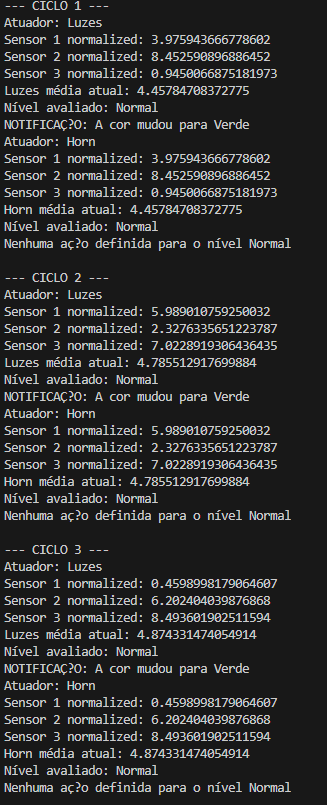 --- CICLO 1 ---
Atuador: Luzes
Sensor 1 normalized: 3.975943666778602
Sensor 2 normalized: 8.452590896886452
Sensor 3 normalized: 0.9450066875181973
Luzes média atual: 4.45784708372775
Nível avaliado: Normal
NOTIFICAÇ?O: A cor mudou para Verde
Atuador: Horn
Sensor 1 normalized: 3.975943666778602
Sensor 2 normalized: 8.452590896886452
Sensor 3 normalized: 0.9450066875181973
Horn média atual: 4.45784708372775
Nível avaliado: Normal
Nenhuma aç?o definida para o nível Normal
--- CICLO 2 ---
Atuador: Luzes
Sensor 1 normalized: 5.989010759250032
Sensor 2 normalized: 2.3276335651223787
Sensor 3 normalized: 7.0228919306436435
Luzes média atual: 4.785512917699884
Nível avaliado: Normal
NOTIFICAÇ?O: A cor mudou para Verde
Atuador: Horn
Sensor 1 normalized: 5.989010759250032
Sensor 2 normalized: 2.3276335651223787
Sensor 3 normalized: 7.0228919306436435
Horn média atual: 4.785512917699884
Nível avaliado: Normal
Nenhuma aç?o definida para o nível Normal
--- CICLO 3 ---
Atuador: Luzes
Sensor 1 normalized: 0.4598998179064607
Sensor 2 normalized: 6.202404039876868
Sensor 3 normalized: 8.493601902511594
Luzes média atual: 4.874331474054914
Nível avaliado: Normal
NOTIFICAÇ?O: A cor mudou para Verde
Atuador: Horn
Sensor 1 normalized: 0.4598998179064607
Sensor 2 normalized: 6.202404039876868
Sensor 3 normalized: 8.493601902511594
Horn média atual: 4.874331474054914
Nível avaliado: Normal
Nenhuma aç?o definida para o nível Normal